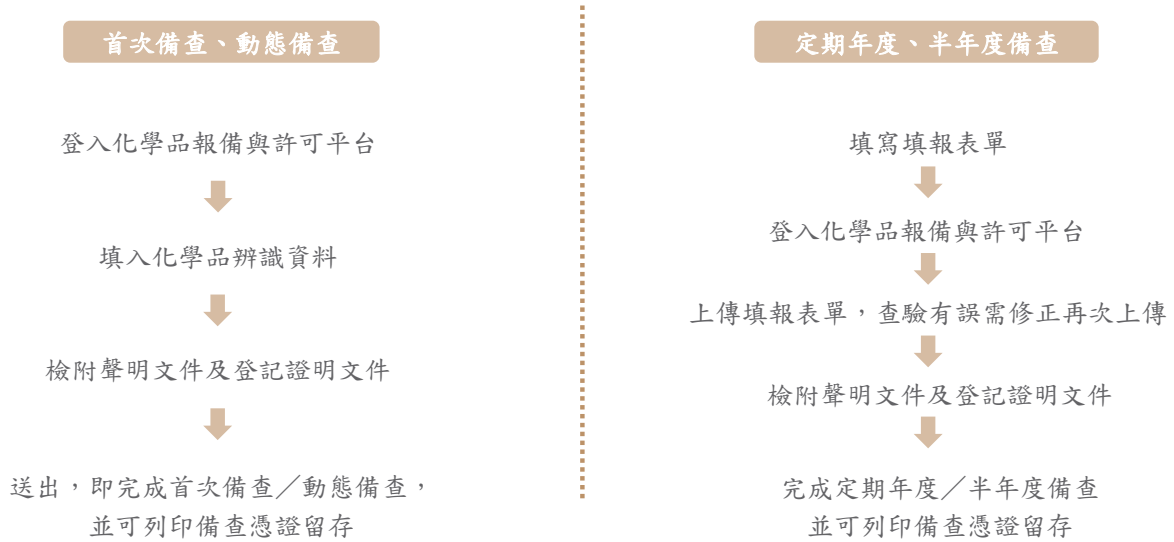 首次備查、動態備查
登入化學品報備與許可平台
填入化學品辨識資料
檢附聲明文件及登記證明文件
送出，即完成首次備查／動態備查，
並可列印備查憑證留存
定期年度、半年度備查
填寫填報表單
登入化學品報備與許可平台
上傳填報表單，查驗有誤需修正再次上傳
檢附聲明文件及登記證明文件
完成定期年度／半年度備查
並可列印備查憑證留存